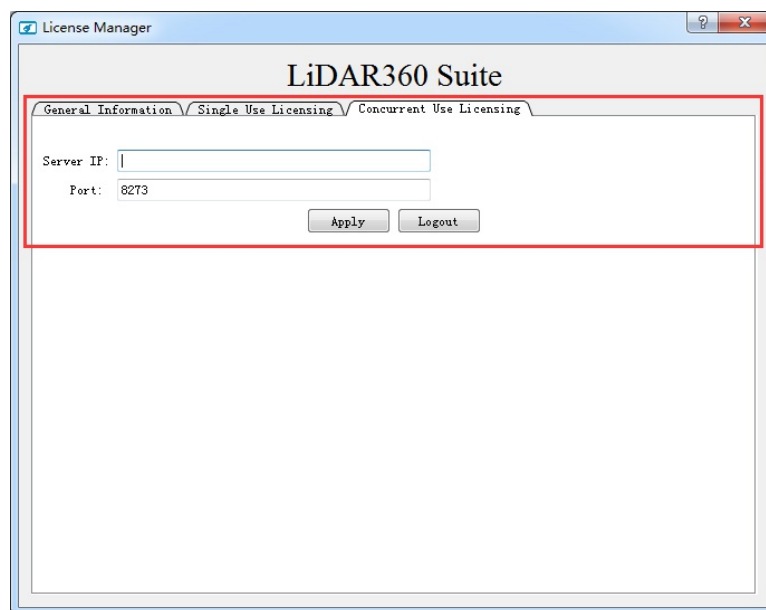 License Manager
LiDAR360 Suite
General Information Single Use Licensing Concurrent Use Licensing
Server IP:
Port: 8273
Apply Logout